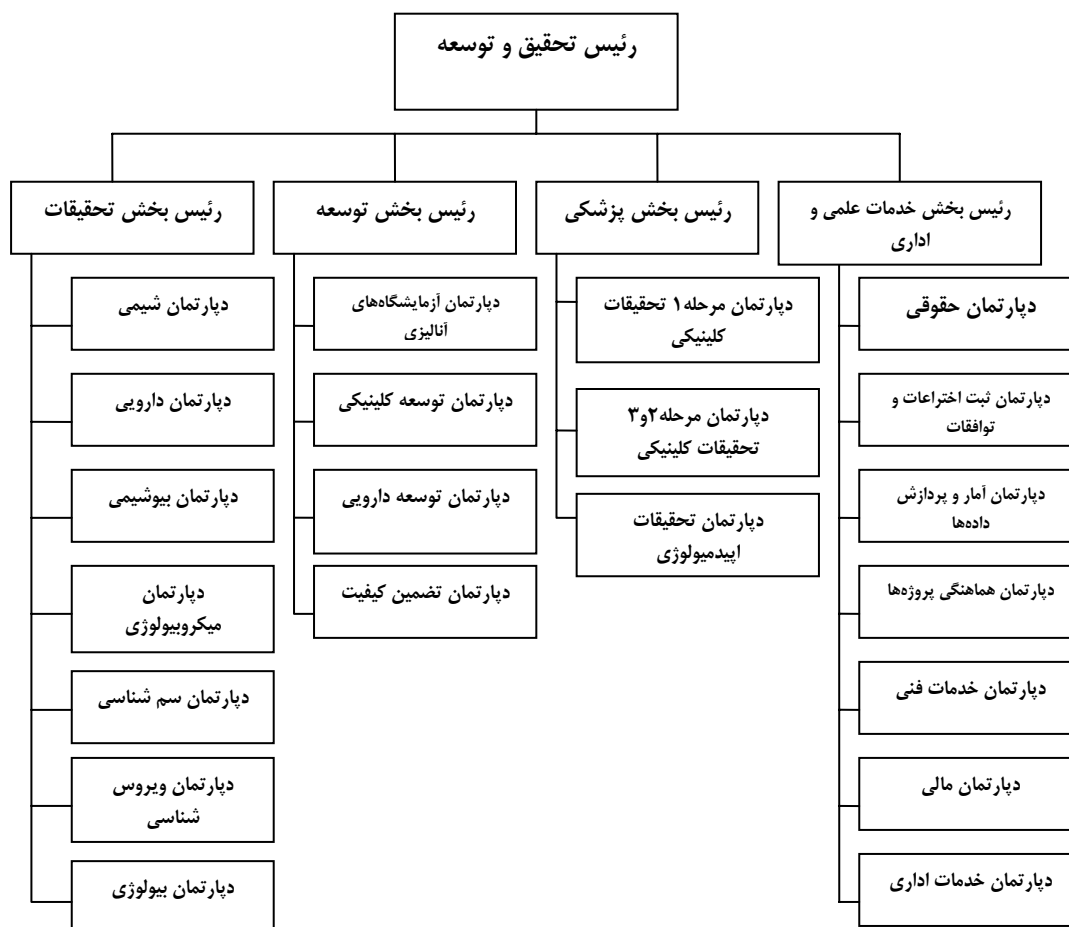 رئیس تحقیق و توسعه
رئیس بخش خدمات علمی و
اداری
رئیس بخش پزشکی
رئیس بخش توسعه
رئیس بخش تحقیقات
دپارتمان حقوقی
دپارتمان ثبت اختراعات و
توافقات
دپارتمان آمار و پردازش
داده‌ها
دپارتمان هماهنگی پروژه‌ها
دپارتمان خدمات فنی
دپارتمان مالی
دپارتمان خدمات اداری
دپارتمان مرحله۱ تحقیقات
کلینیکی
دپارتمان مرحله۲و۳
تحقیقات کلینیکی
دپارتمان تحقیقات
اپیدمیولوژی
دپارتمان آزمایشگاه‌های
آنالیزی
دپارتمان توسعه کلینیکی
دپارتمان توسعه دارویی
دپارتمان تضمین کیفیت
دپارتمان شیمی
دپارتمان دارویی
دپارتمان بیوشیمی
دپارتمان
میکروبیولوژی
دپارتمان سم شناسی
دپارتمان ویروس
شناسی
دپارتمان بیولوژی